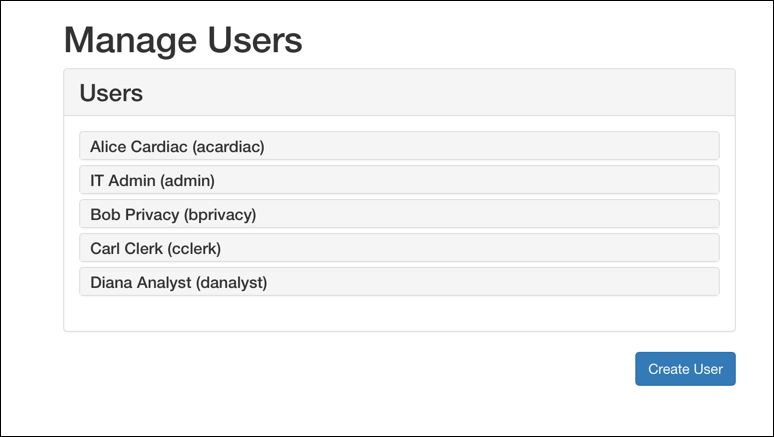 Manage Users
Users
Alice Cardiac (acardiac)
IT Admin (admin)
Bob Privacy (bprivacy)
Carl Clerk (cclerk)
Diana Analyst (danalyst)
Create User